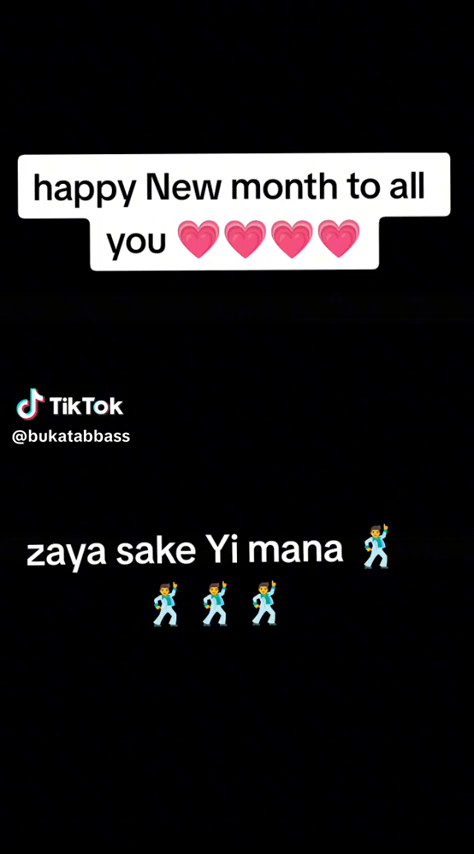 happy New month to all
you 💗💗💗💗
TikTok
@bukatabbass
zaya sake Yi mana 🕺
🕺🕺🕺